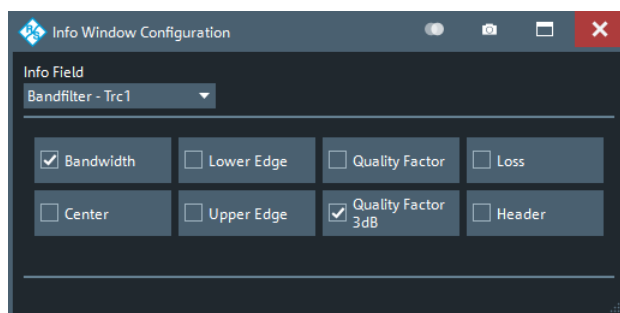 R&S Info Window Configuration
Info Field
Bandfilter - Trc1
Bandwidth
Lower Edge
Quality Factor
Loss
Center
Upper Edge
Quality Factor
3dB
Header